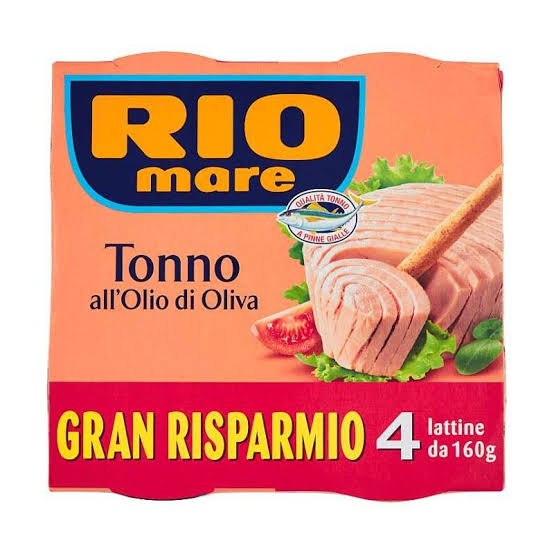 RIO
mare
QUALITÀ TONNO
A PINNE GIALLE
Tonno
all'Olio di Oliva
GRAN RISPARMIO 4 lattine
da 160g